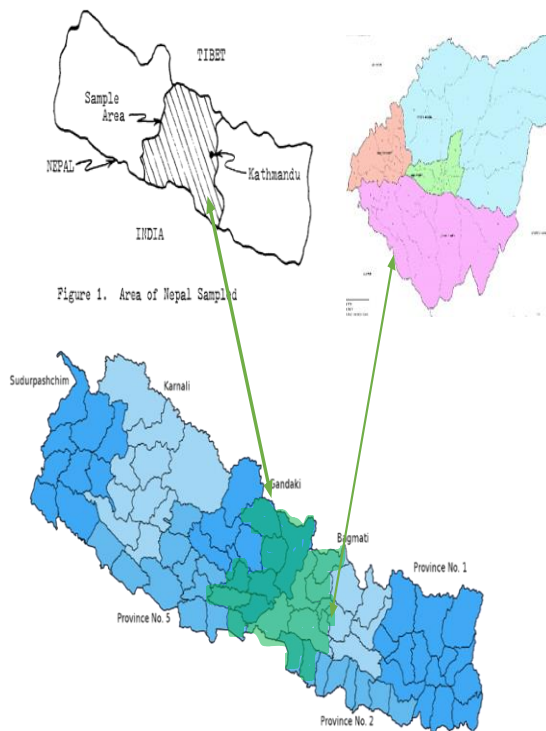 TIBET
Sample
Area
NEPAL
Kathmandu
INDIA
Figure 1. Area of Nepal Sampled
Sudurpashchim
Karnali
Gandaki
Bagmati
Province No. 1
Province No. 5
Province No. 2